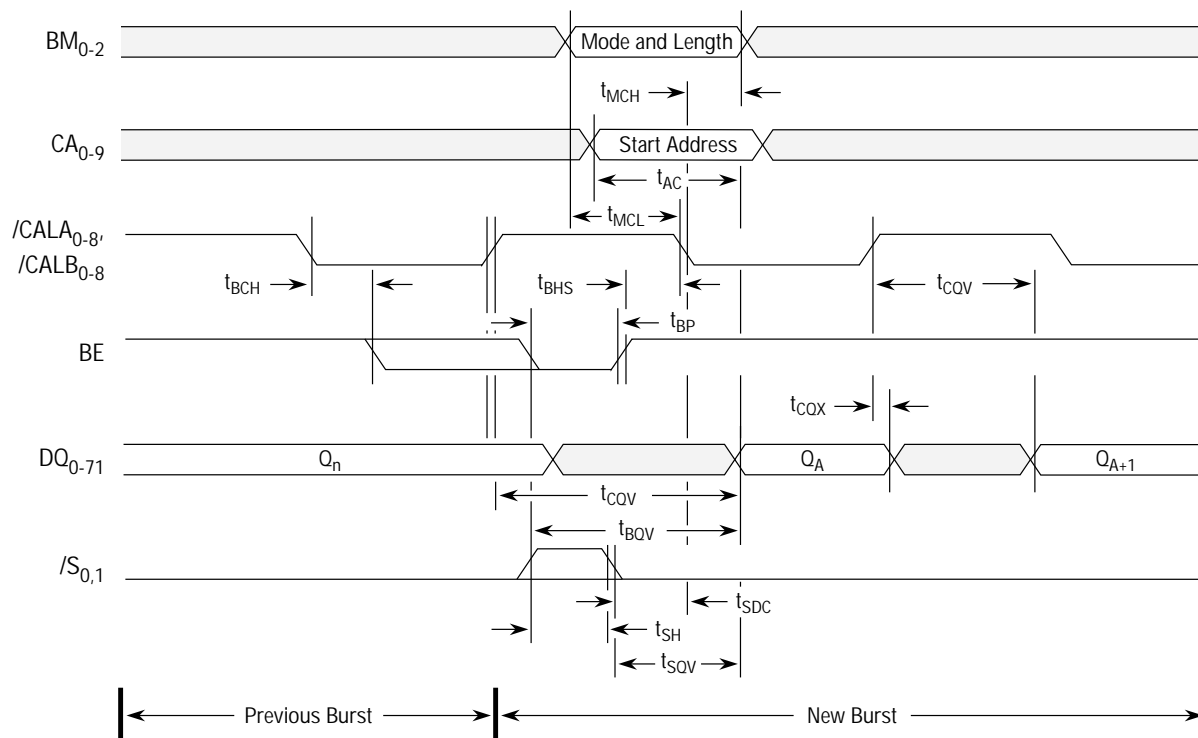 BM0-2
Mode and Length
tMCH
CA0-9
Start Address
tAC
tMCL
/CALA0-8,
/CALB0-8
tBCH
tBHS
tCQV
tBP
BE
tCQX
DQ0-71
Qn
QA
QA+1
tCQV
tBQV
/S0,1
tSDC
tSH
tSQV
Previous Burst
New Burst